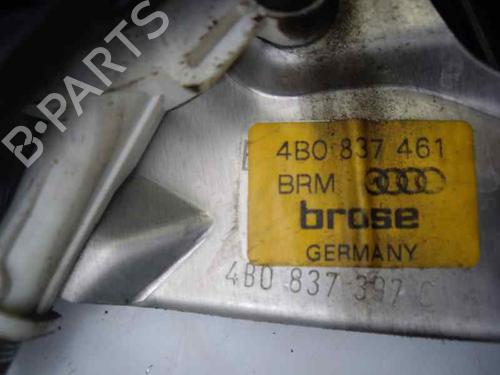 B-PARTS
4B0 837 461
BRM
brose
GERMANY
4B0 837 397 C